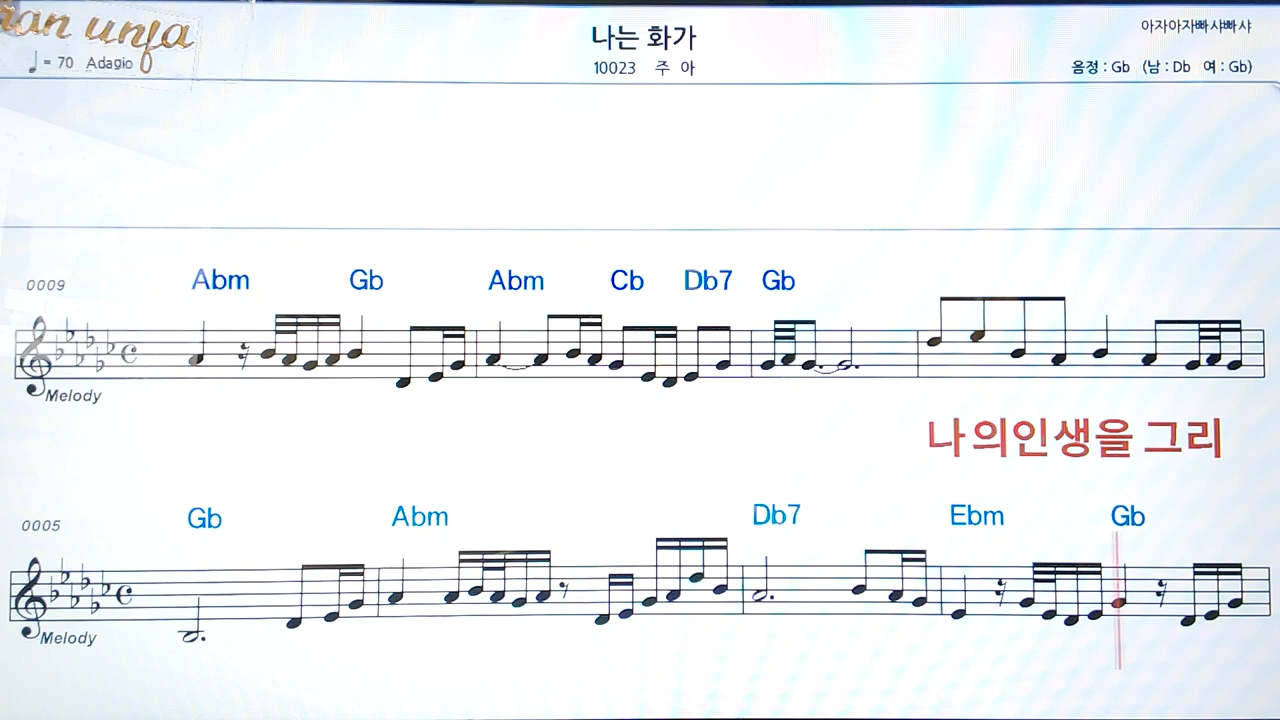 나는 화가
아자아자빠샤빠샤
♩= 70 Adagio
10023 주 아
음정 : Gb (남 : Db 여 : Gb)
0009 Abm Gb Abm Cb Db7 Gb
Melody
나의인생을 그리
0005 Gb Abm Db7 Ebm Gb
Melody